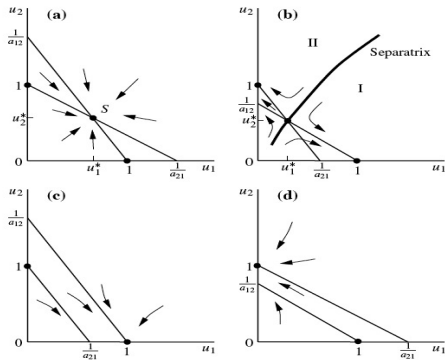 u₂ (a)
1/a₁₂
1
S
u₂*
0 u₁* 1 1/a₂₁ u₁
u₂ (b)
II
Separatrix
I
1
1/a₁₂
u₂*
0 u₁* 1/a₂₁ 1 u₁
u₂ (c)
1/a₁₂
1
0 1/a₂₁ 1 u₁
u₂ (d)
1
1/a₁₂
0 1 1/a₂₁ u₁